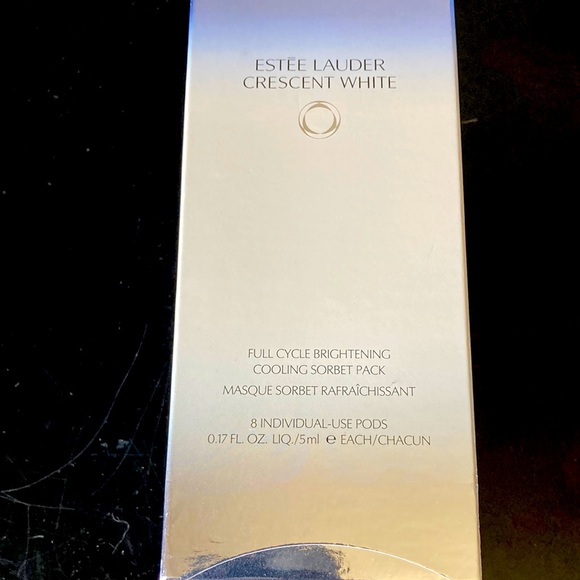 ESTĒE LAUDER
CRESCENT WHITE
FULL CYCLE BRIGHTENING
COOLING SORBET PACK
MASQUE SORBET RAFRAÎCHISSANT
8 INDIVIDUAL-USE PODS
0.17 FL. OZ. LIQ./5ml ℮ EACH/CHACUN